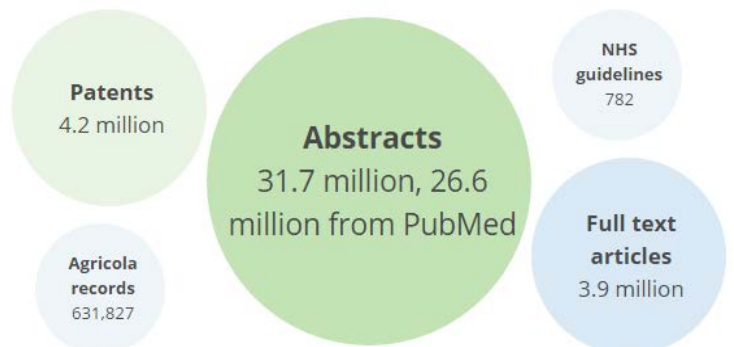 Patents
4.2 million
Agricola
records
631,827
Abstracts
31.7 million, 26.6
million from PubMed
NHS
guidelines
782
Full text
articles
3.9 million